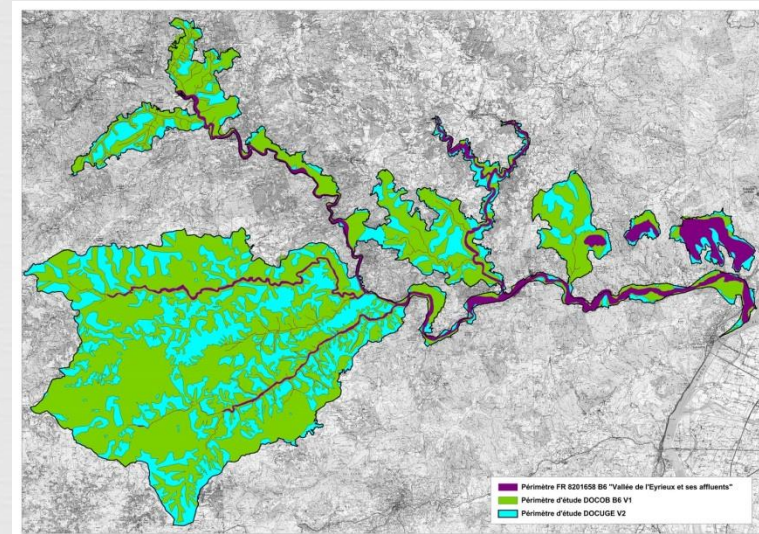 Périmètre FR 8201658 B6 "Vallée de l'Eyrieux et ses affluents"
Périmètre d'étude DOCOB B6 V1
Périmètre d'étude DOCUGE V2